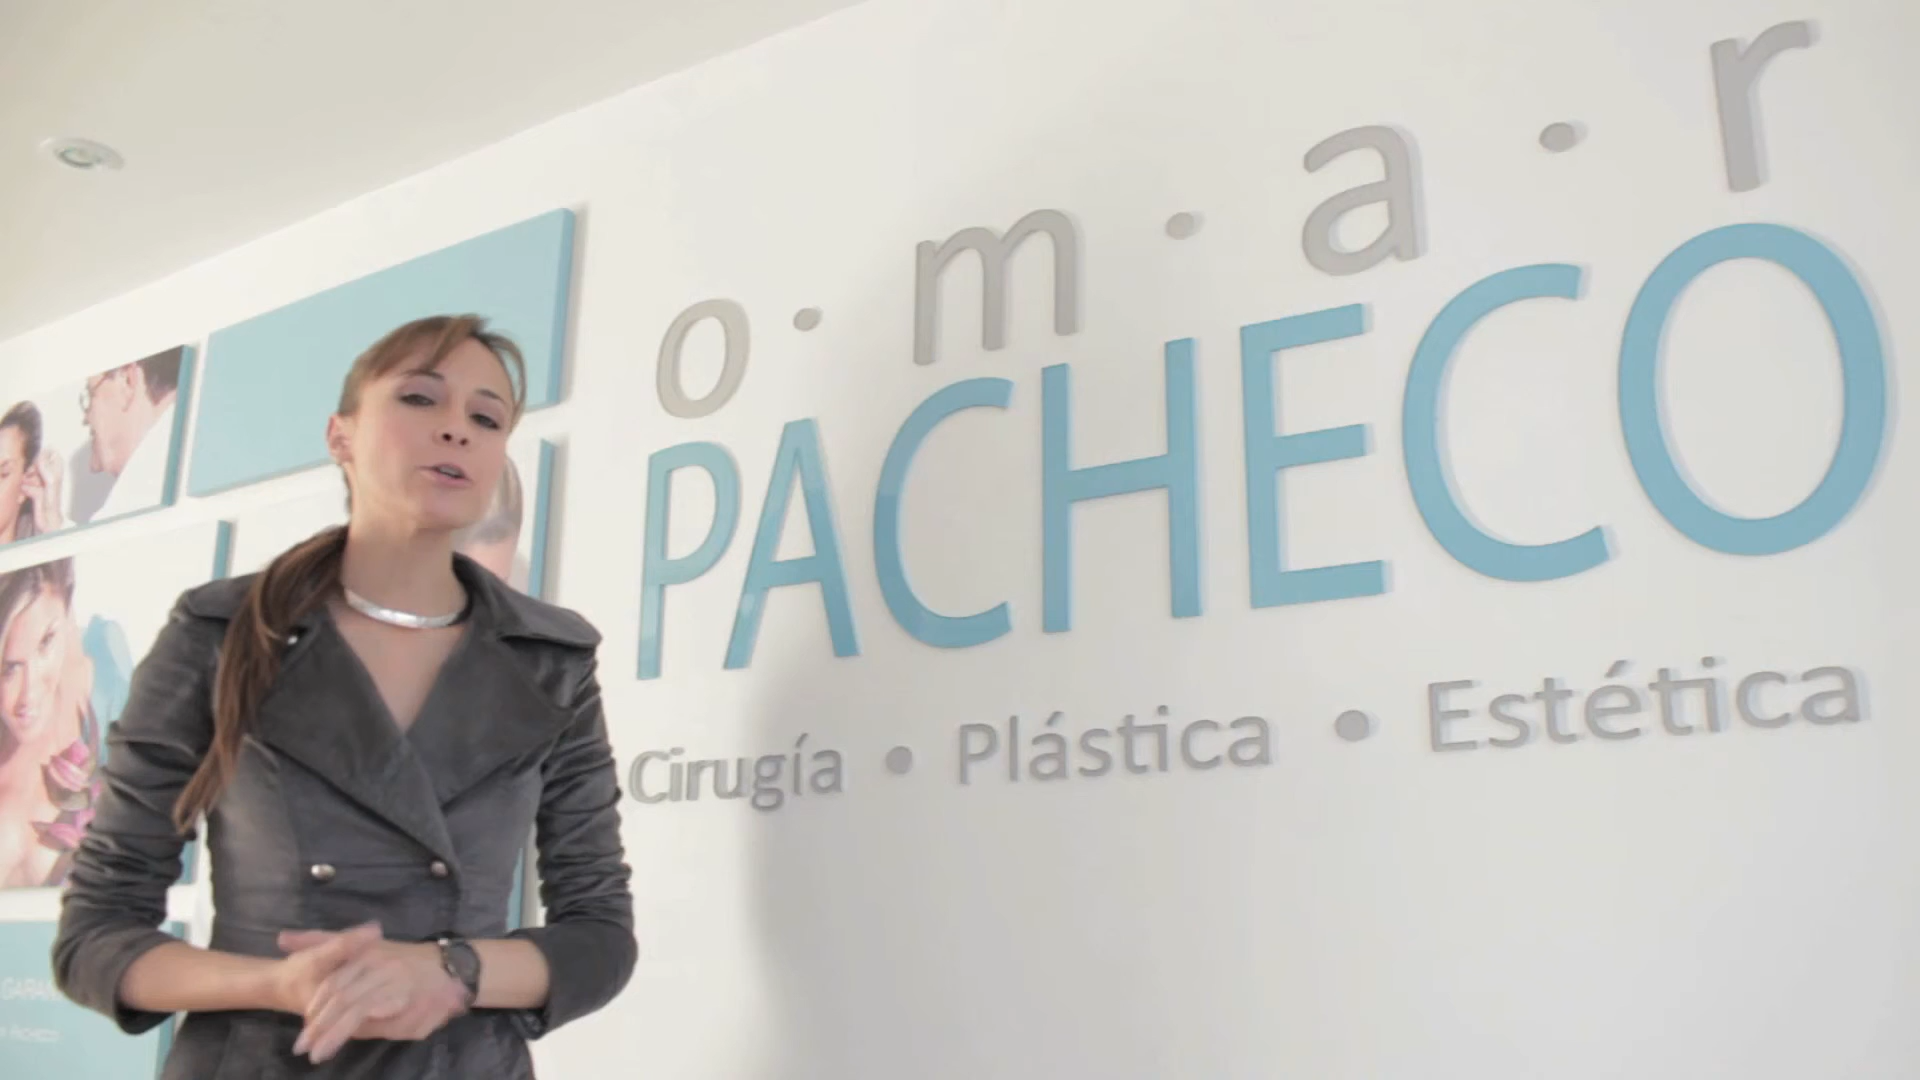 o · m · a · r
PACHECO
Cirugía • Plástica • Estética